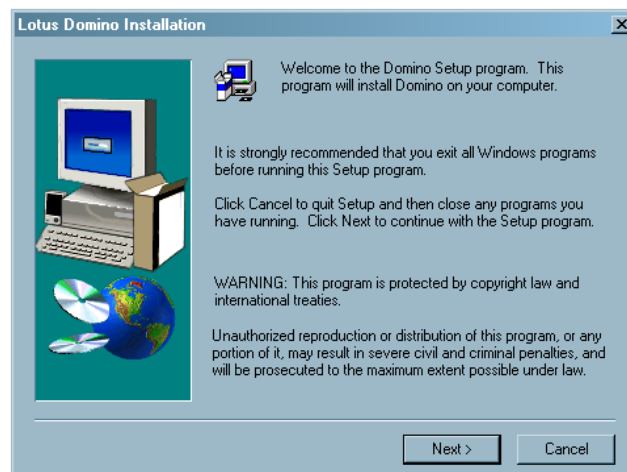 Lotus Domino Installation
Welcome to the Domino Setup program. This
program will install Domino on your computer.
It is strongly recommended that you exit all Windows programs
before running this Setup program.
Click Cancel to quit Setup and then close any programs you
have running. Click Next to continue with the Setup program.
WARNING: This program is protected by copyright law and
international treaties.
Unauthorized reproduction or distribution of this program, or any
portion of it, may result in severe civil and criminal penalties, and
will be prosecuted to the maximum extent possible under law.
Next >
Cancel